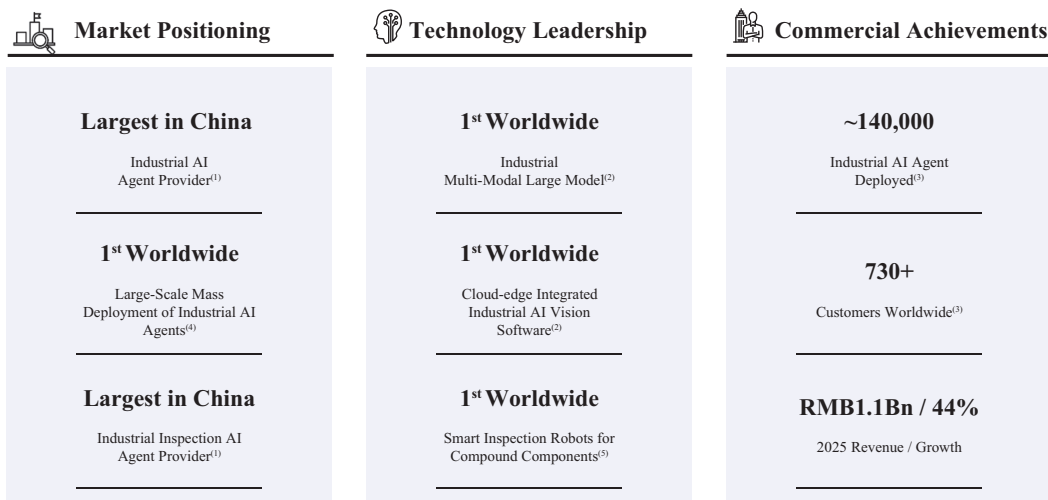 Market Positioning
Largest in China
Industrial AI
Agent Provider(1)
1st Worldwide
Large-Scale Mass
Deployment of Industrial AI
Agents(4)
Largest in China
Industrial Inspection AI
Agent Provider(1)
Technology Leadership
1st Worldwide
Industrial
Multi-Modal Large Model(2)
1st Worldwide
Cloud-edge Integrated
Industrial AI Vision
Software(2)
1st Worldwide
Smart Inspection Robots for
Compound Components(5)
Commercial Achievements
~140,000
Industrial AI Agent
Deployed(3)
730+
Customers Worldwide(3)
RMB1.1Bn / 44%
2025 Revenue / Growth